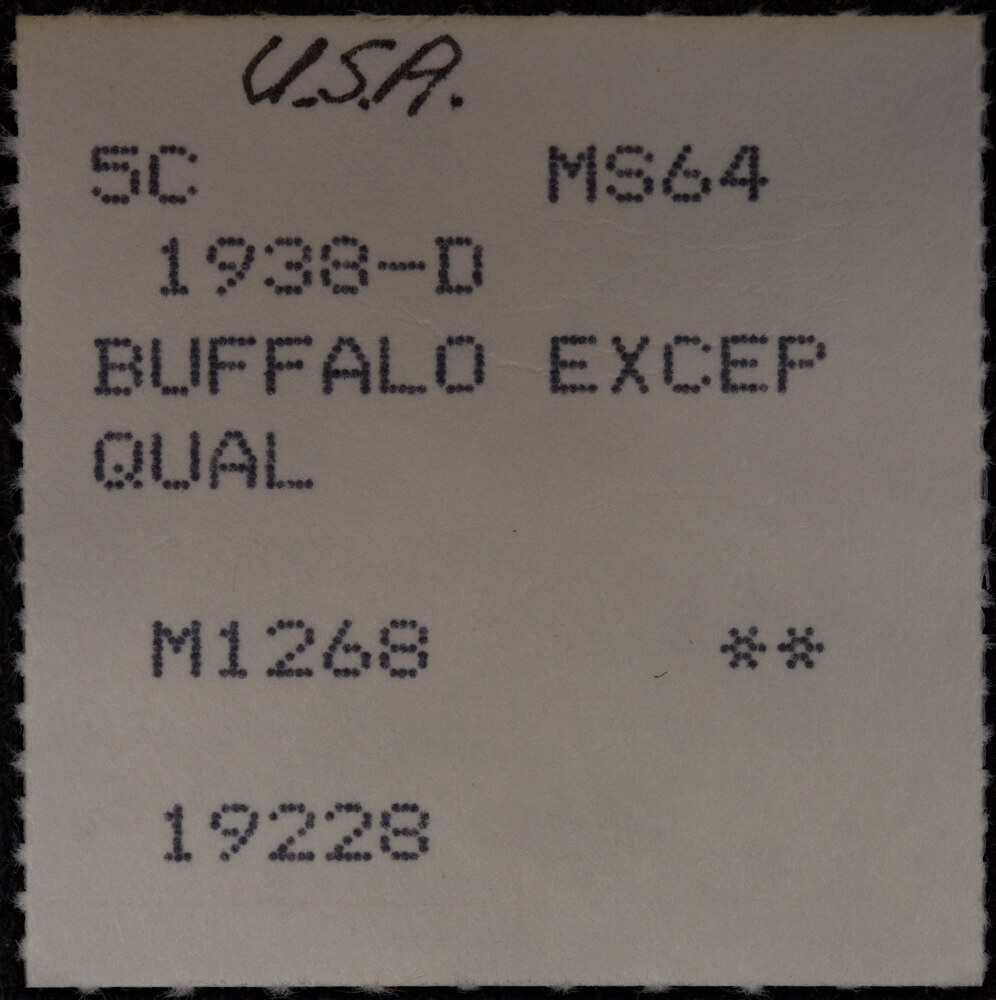 U.S.A.
5C MS64
1938-D
BUFFALO EXCEP
QUAL
M1268 **
19228